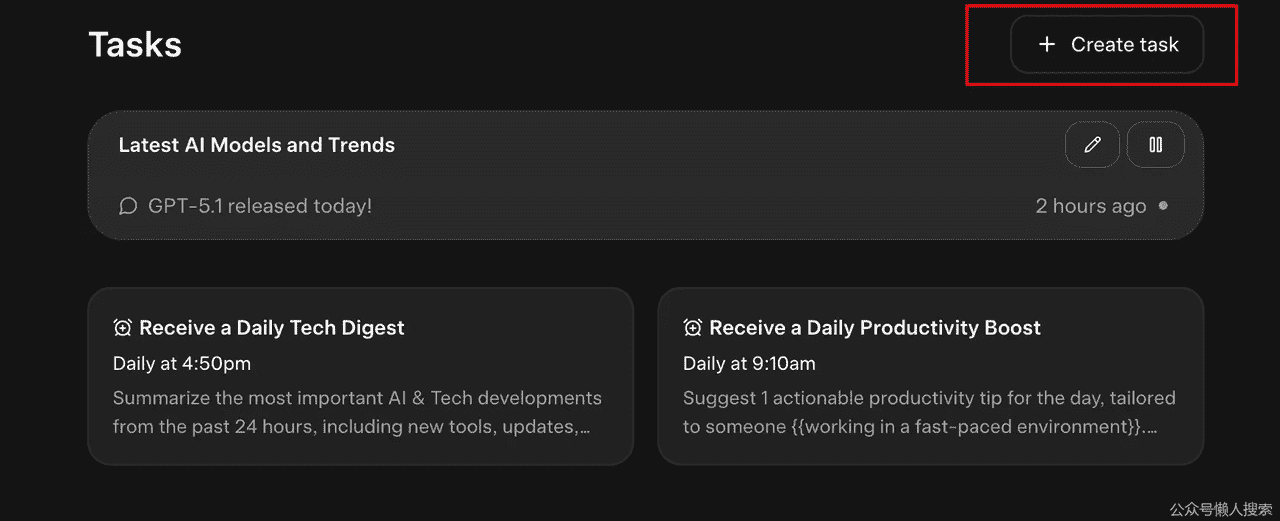 Tasks
+ Create task
Latest AI Models and Trends
GPT-5.1 released today!
2 hours ago
Receive a Daily Tech Digest
Daily at 4:50pm
Summarize the most important AI & Tech developments
from the past 24 hours, including new tools, updates,...
Receive a Daily Productivity Boost
Daily at 9:10am
Suggest 1 actionable productivity tip for the day, tailored
to someone {{working in a fast-paced environment}}....
公众号懒人搜索